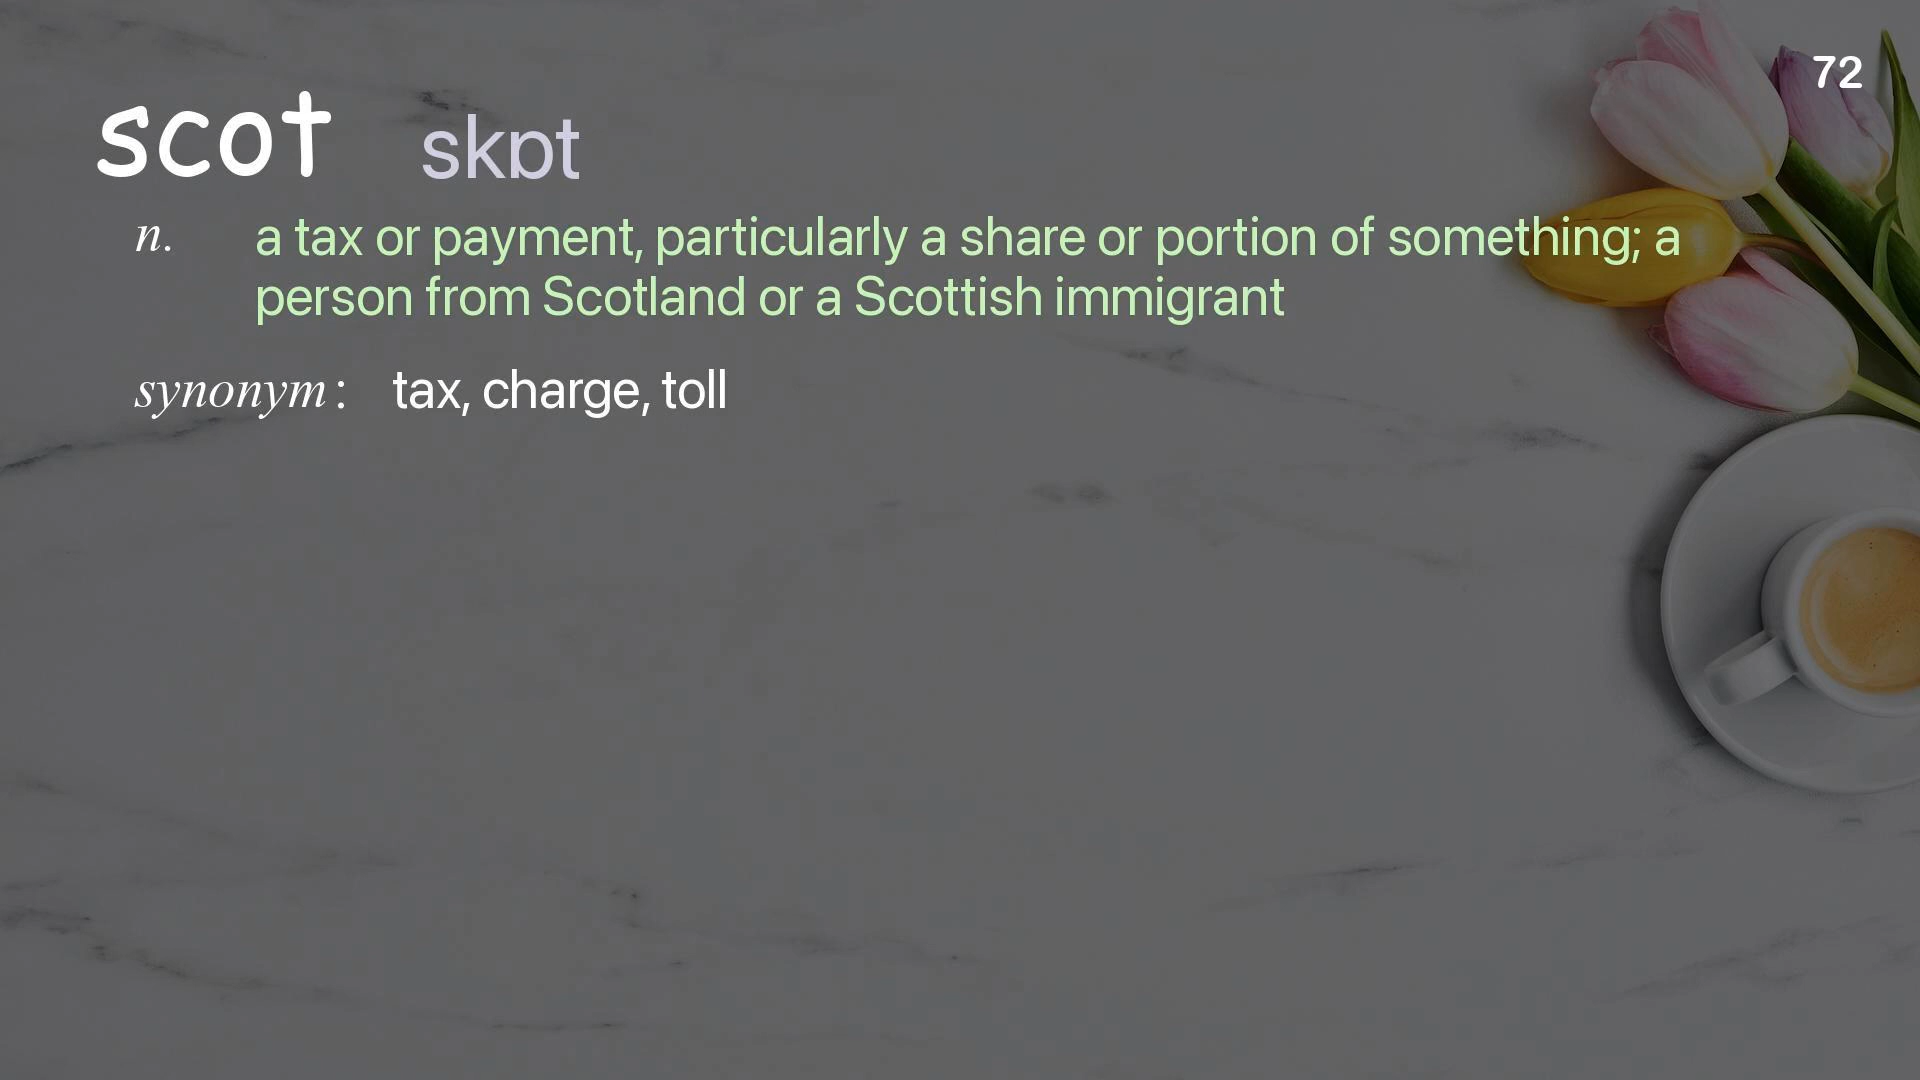 72
scot skɒt
n. a tax or payment, particularly a share or portion of something; a
person from Scotland or a Scottish immigrant
synonym: tax, charge, toll